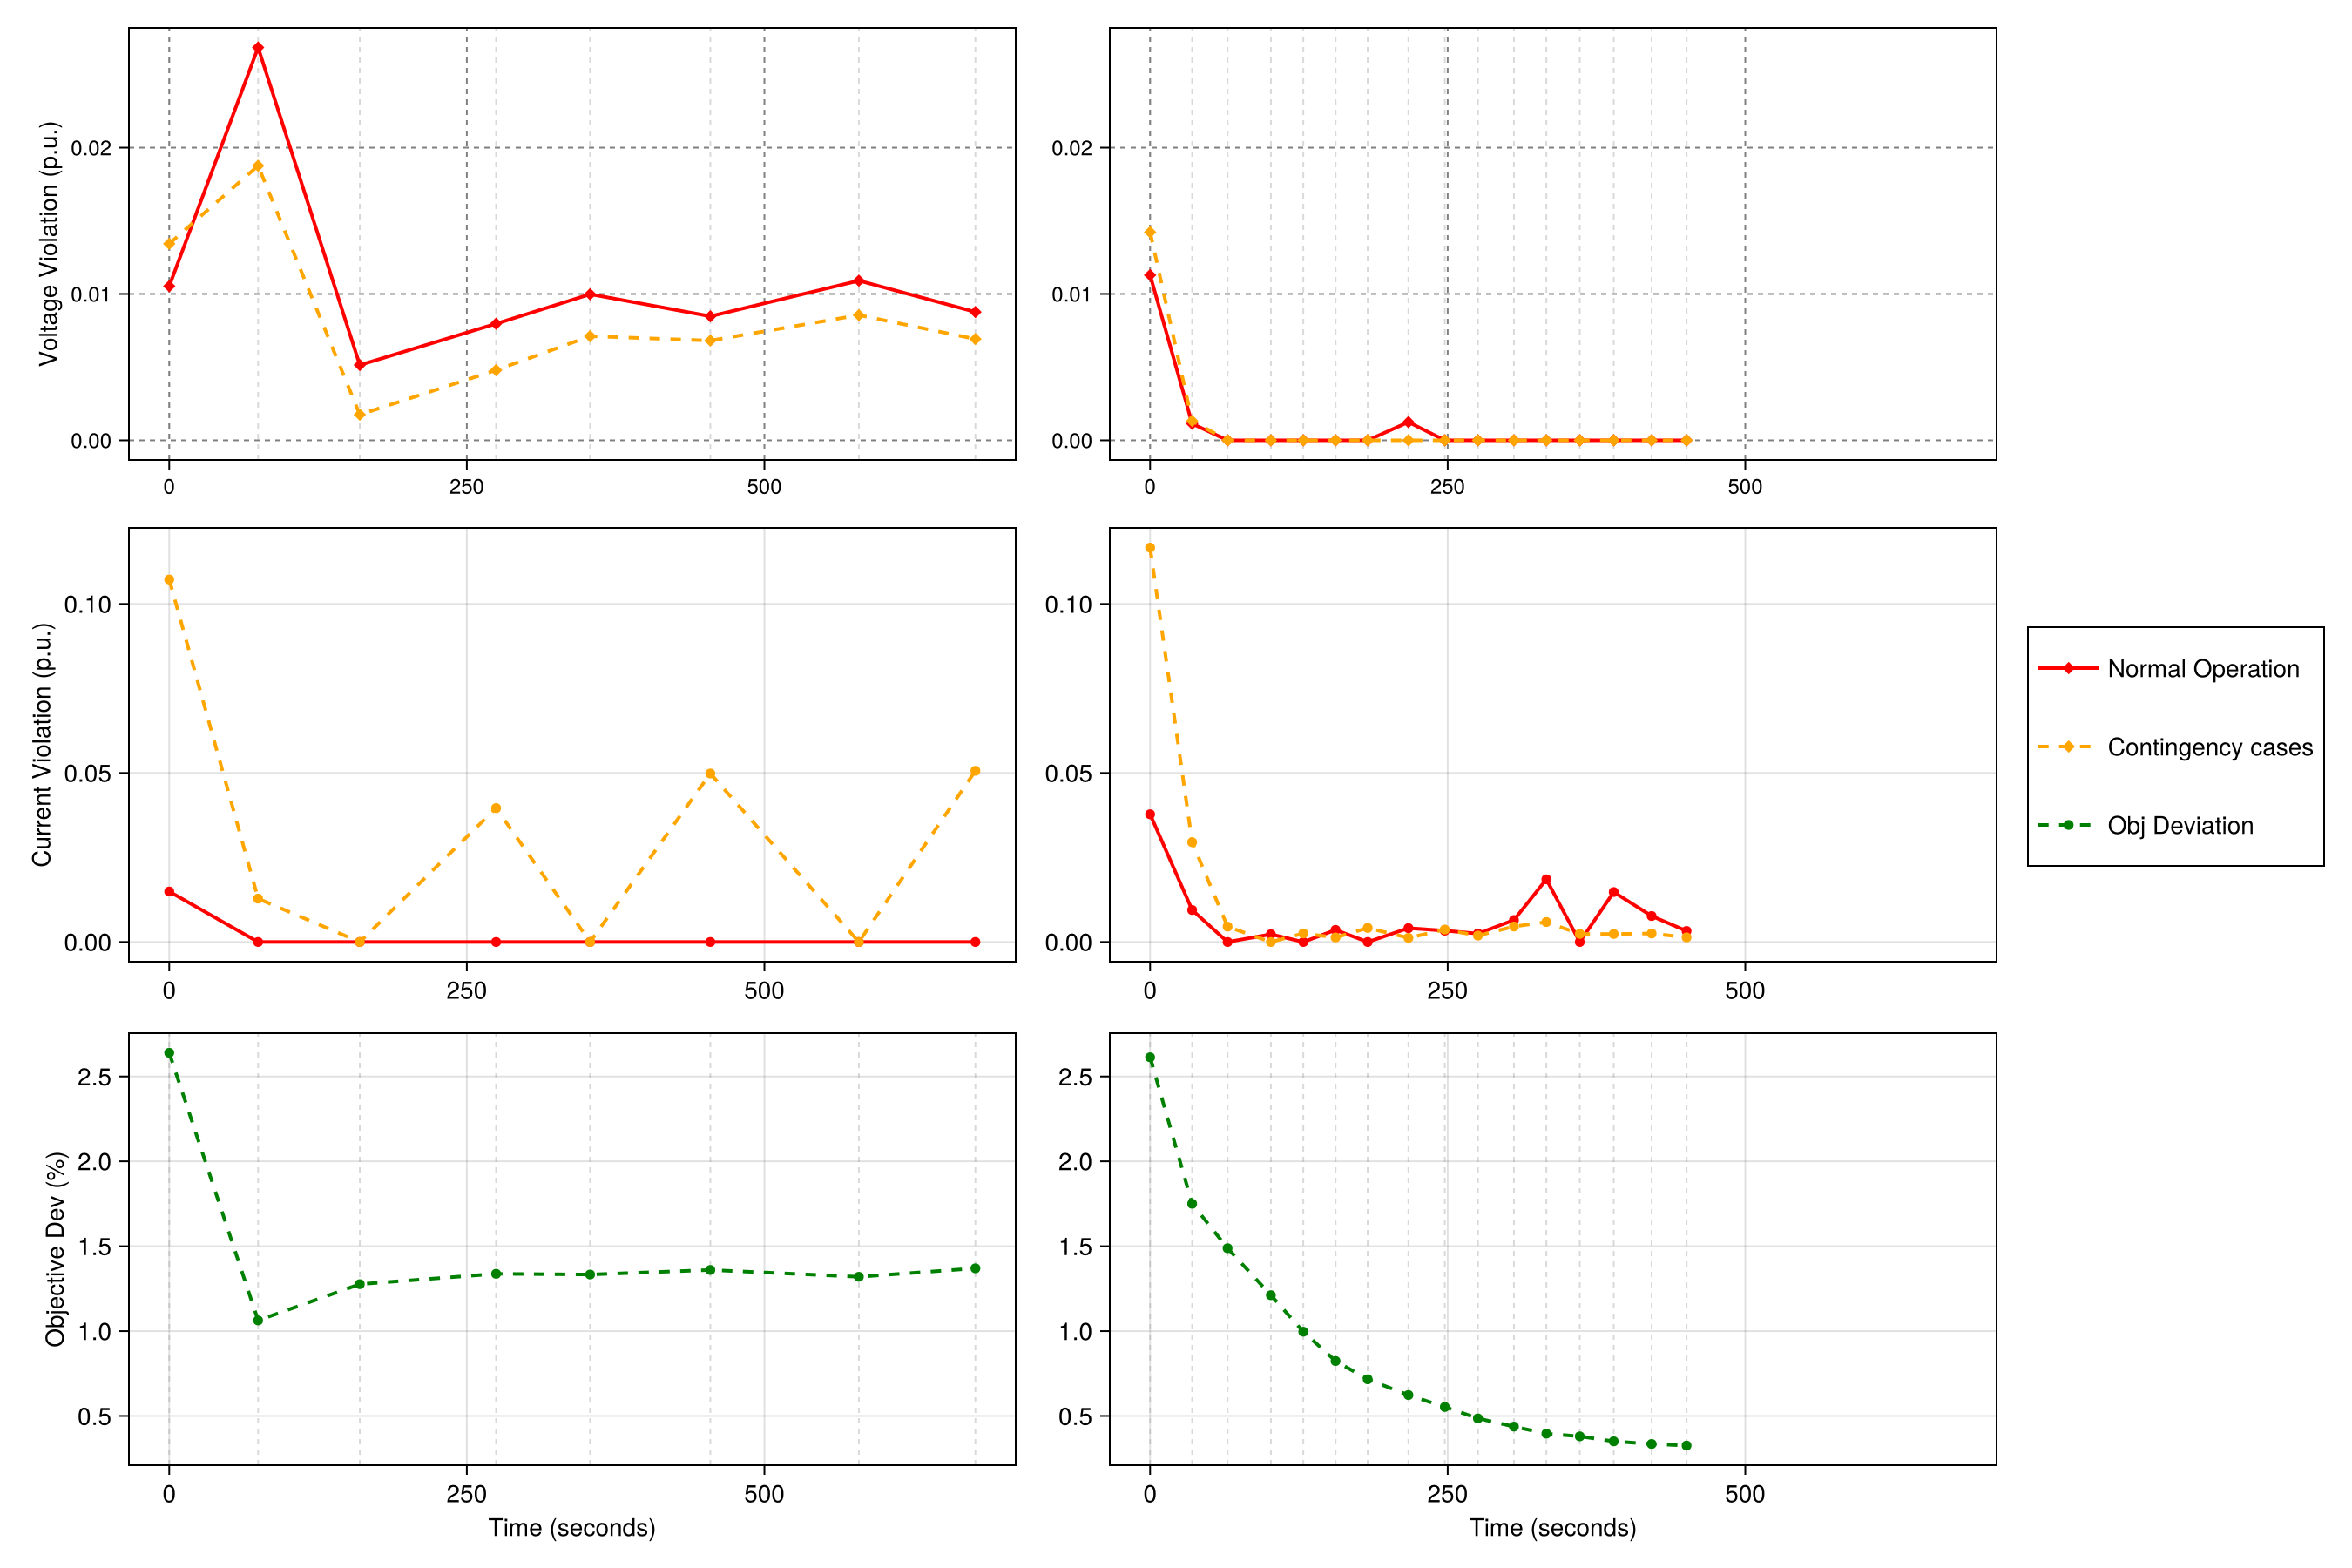 Voltage Violation (p.u.)
0.02
0.01
0.00
0 250 500
0.02
0.01
0.00
0 250 500
Current Violation (p.u.)
0.10
0.05
0.00
0 250 500
0.10
0.05
0.00
0 250 500
Normal Operation
Contingency cases
Obj Deviation
Objective Dev (%)
2.5
2.0
1.5
1.0
0.5
0 250 500
Time (seconds)
2.5
2.0
1.5
1.0
0.5
0 250 500
Time (seconds)